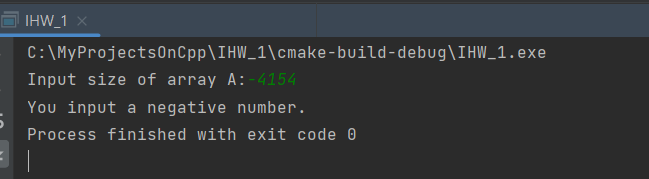 IHW_1
C:\MyProjectsOnCpp\IHW_1\cmake-build-debug\IHW_1.exe
Input size of array A:-4154
You input a negative number.
Process finished with exit code 0